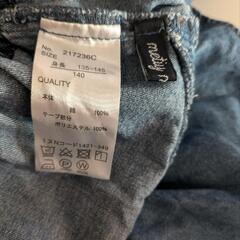 No. 217236C
SIZE
身長 135-145
140
QUALITY
本体 綿 100%
テープ部分
ポリエステル 100%